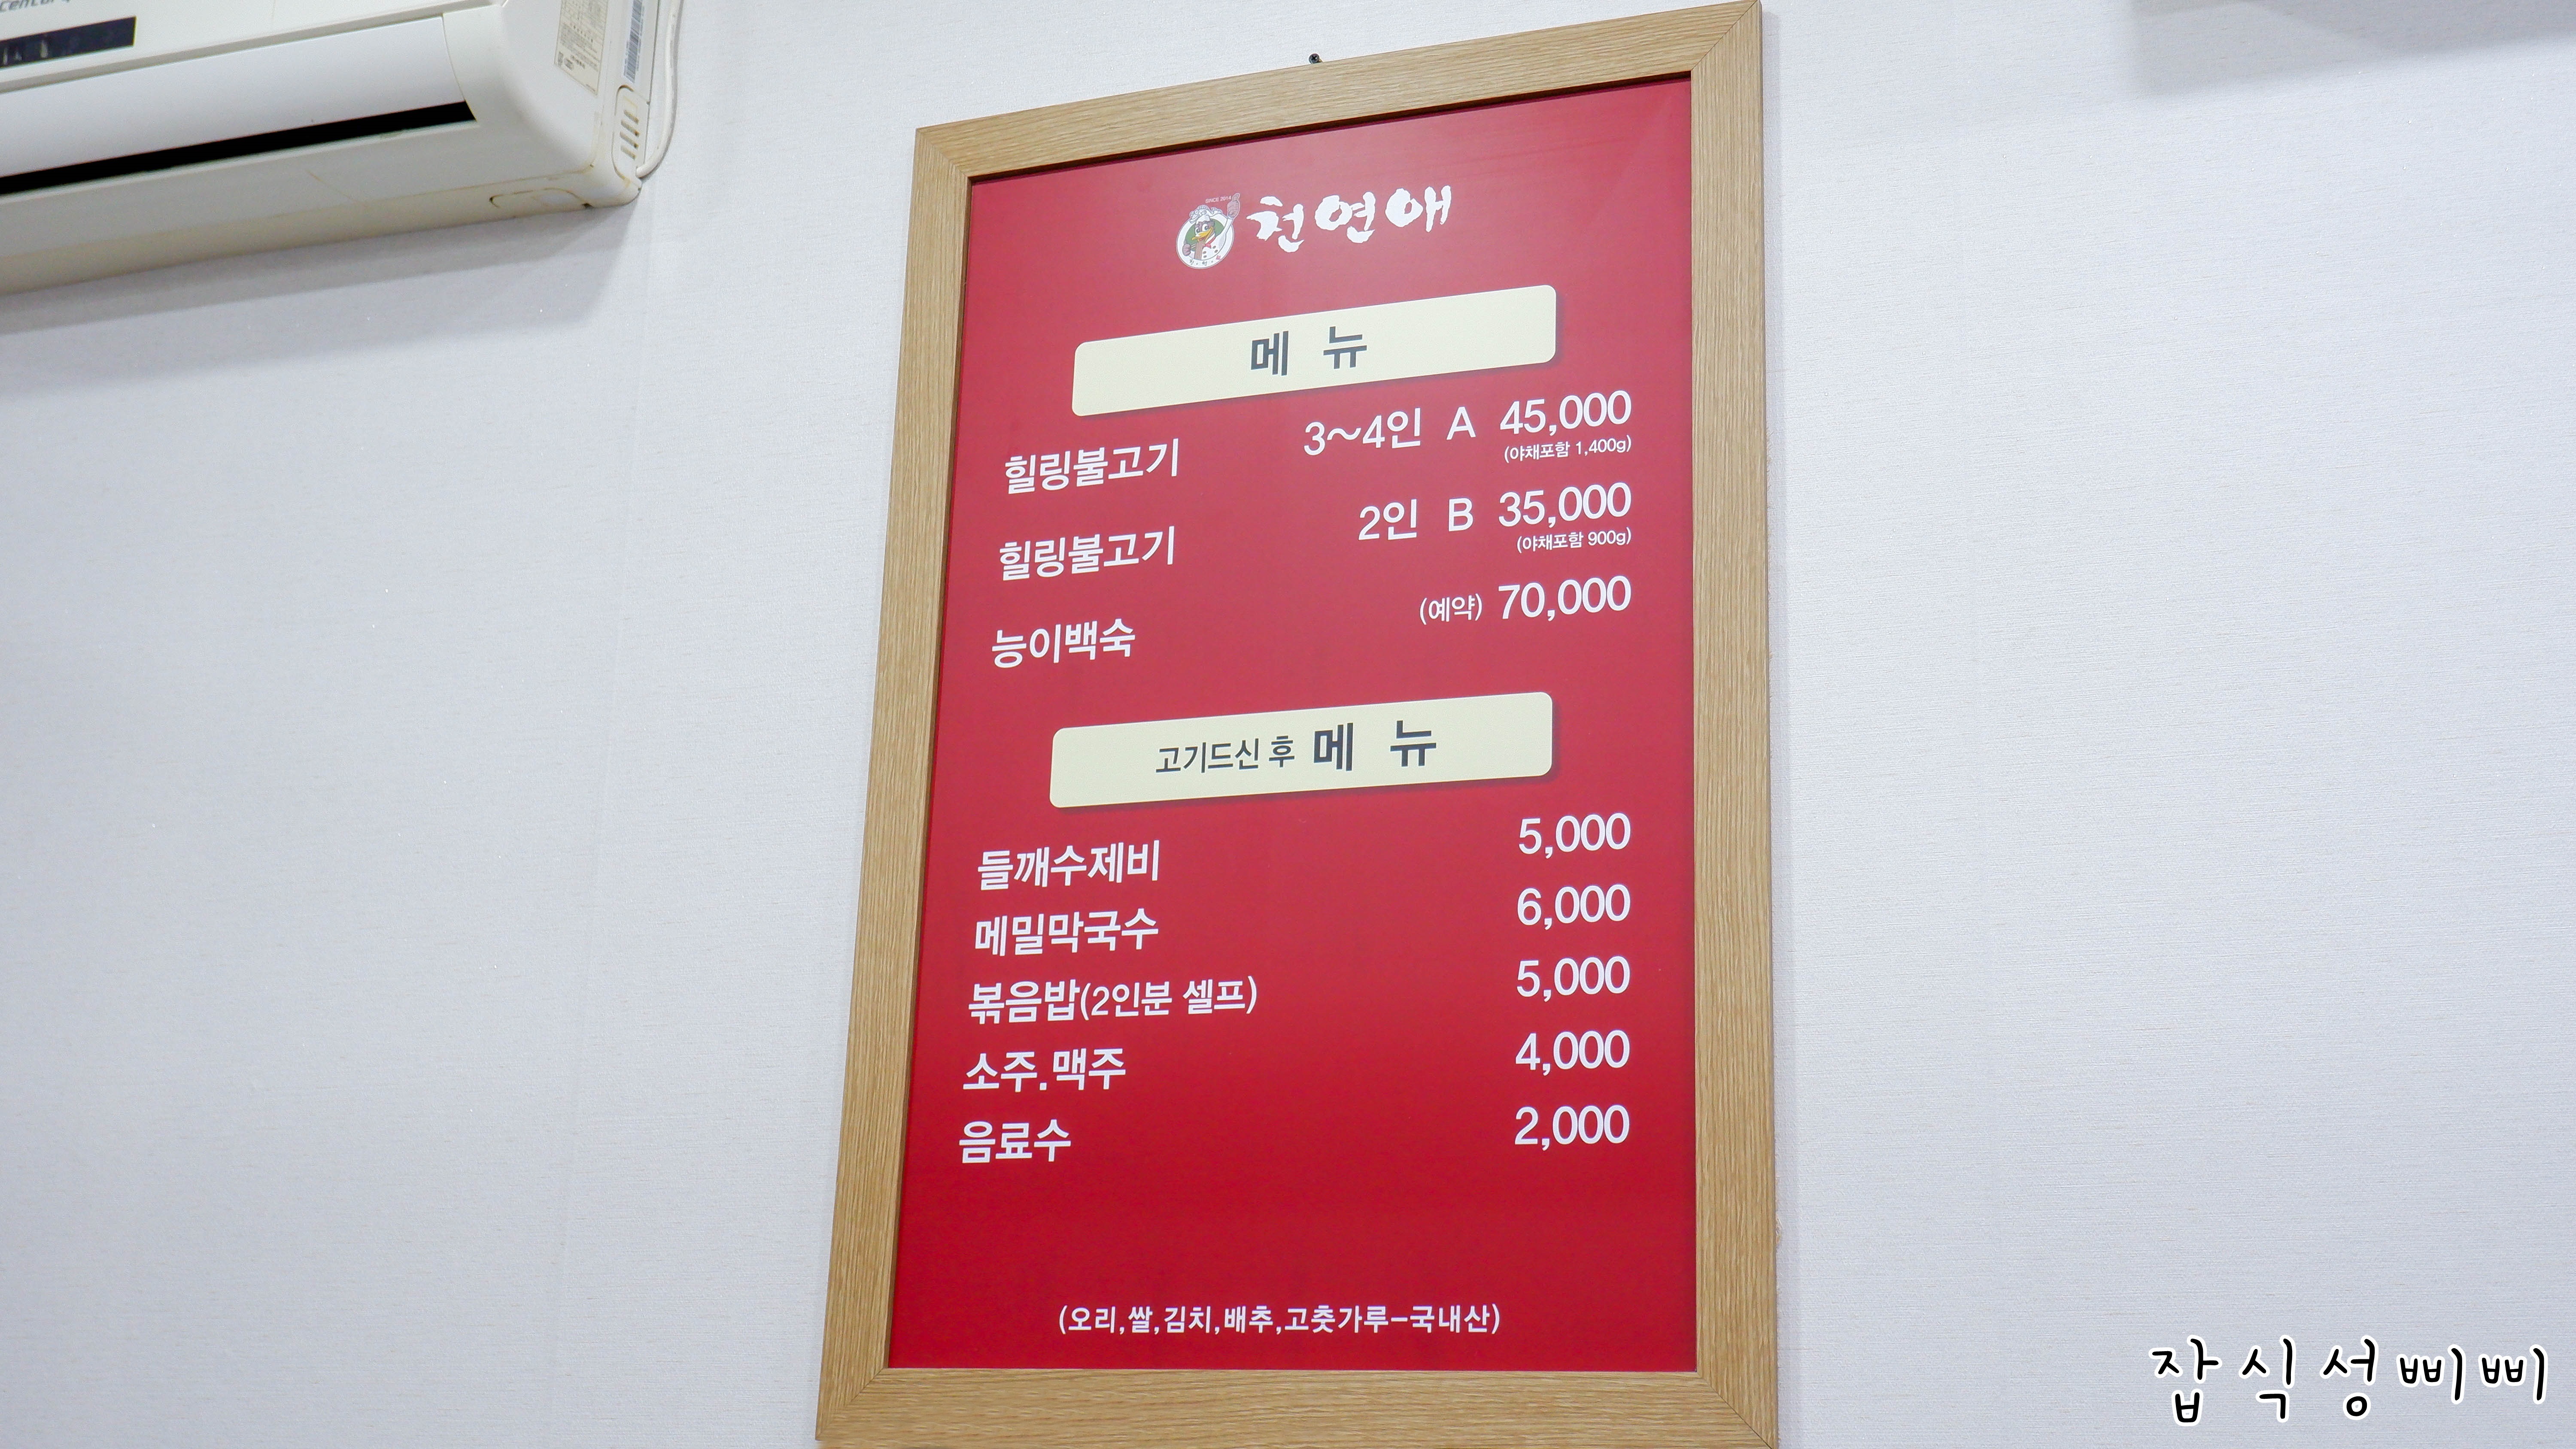 SINCE 2014
천연애
메 뉴
힐링불고기 3~4인 A 45,000
(야채포함 1,400g)
힐링불고기 2인 B 35,000
(야채포함 900g)
능이백숙 (예약) 70,000
고기드신 후 메 뉴
들깨수제비 5,000
메밀막국수 6,000
볶음밥(2인분 셀프) 5,000
소주.맥주 4,000
음료수 2,000
(오리,쌀,김치,배추,고춧가루-국내산)
잡식성삐삐